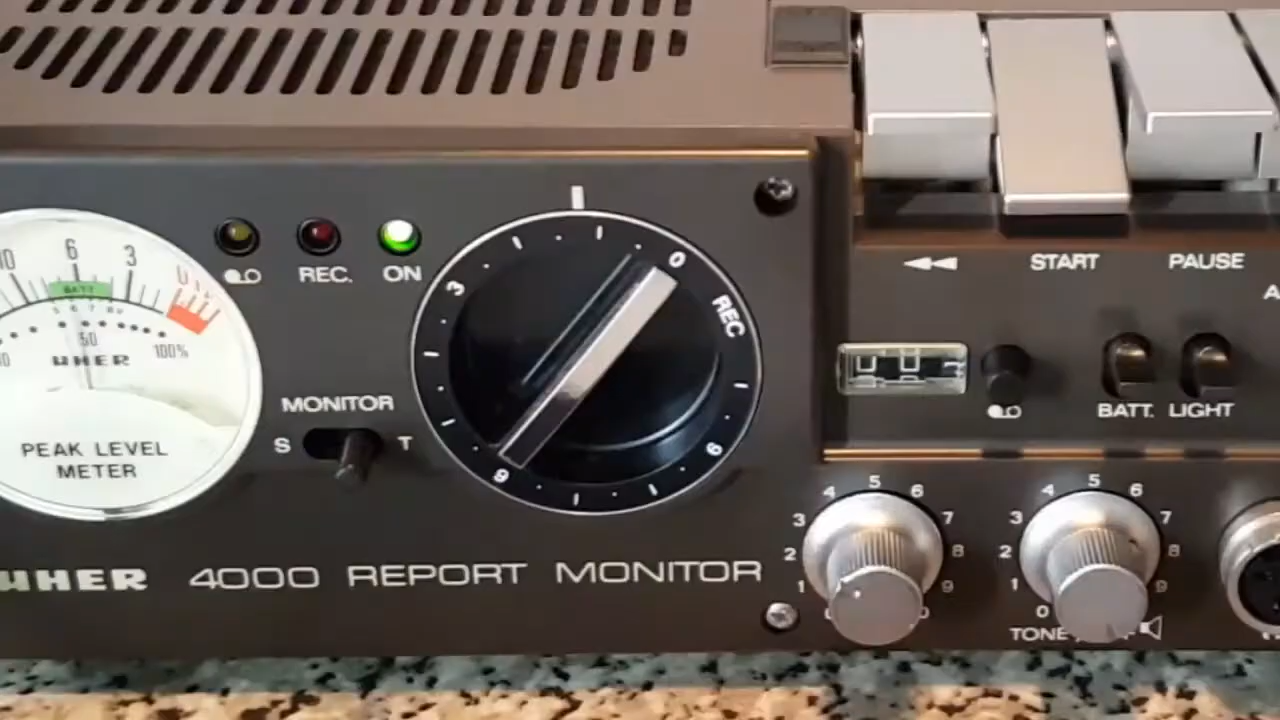 10 6 3 0
BATT
50
30 100%
UHER
PEAK LEVEL
METER
REC. ON
MONITOR
S T
0
REC
3
6
9
START PAUSE
BATT. LIGHT
UHER 4000 REPORT MONITOR
1 2 3 4 5 6 7 8 9
0 1 2 3 4 5 6 7 8 9
TONE